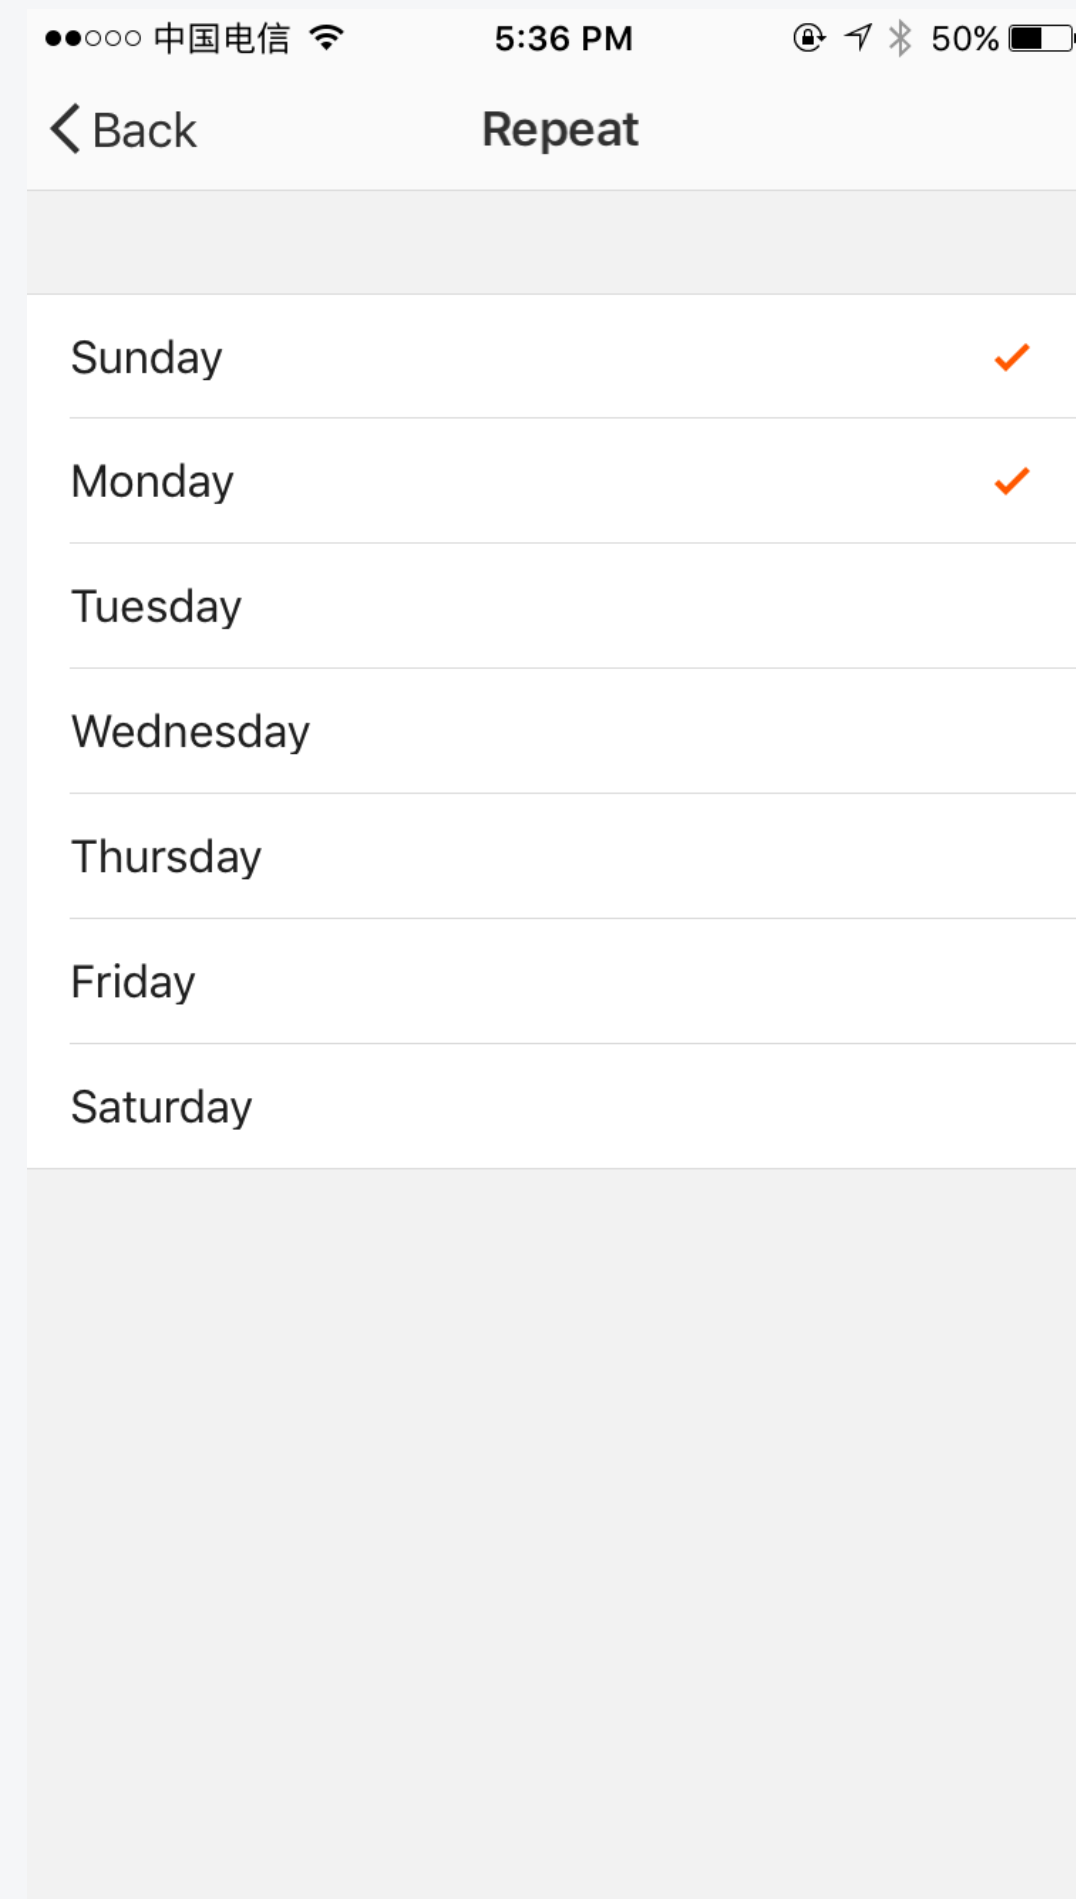 中国电信 5:36 PM 50%
Back Repeat
Sunday
Monday
Tuesday
Wednesday
Thursday
Friday
Saturday